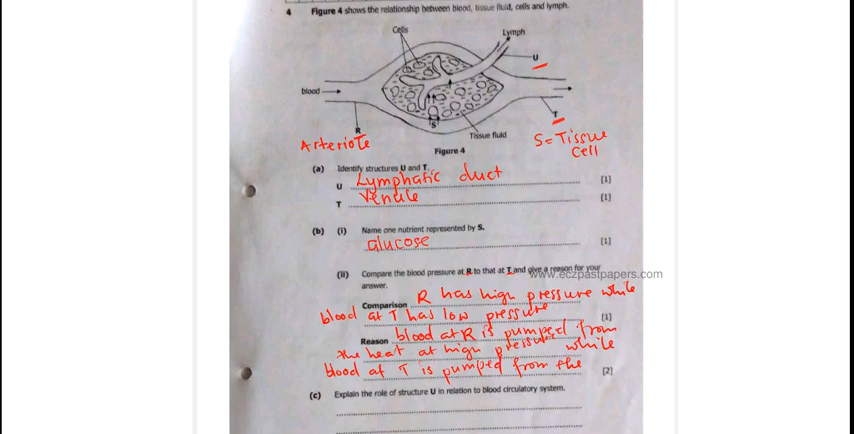 4 Figure 4 shows the relationship between blood, tissue fluid, cells and lymph.
Cells
Lymph
U
blood
R
S
T
Tissue fluid
Arteriole
S = Tissue
Cell
Figure 4
(a) Identify structures U and T.
U Lymphatic duct [1]
T Venule [1]
(b) (i) Name one nutrient represented by S.
Glucose [1]
(ii) Compare the blood pressure at R to that at T and give a reason for your
answer.
www.eczpastpapers.com
Comparison R has high pressure while
blood at T has low pressure [1]
Reason blood at R is pumped from
the heat at high pressure while
blood at T is pumped from the [2]
(c) Explain the role of structure U in relation to blood circulatory system.